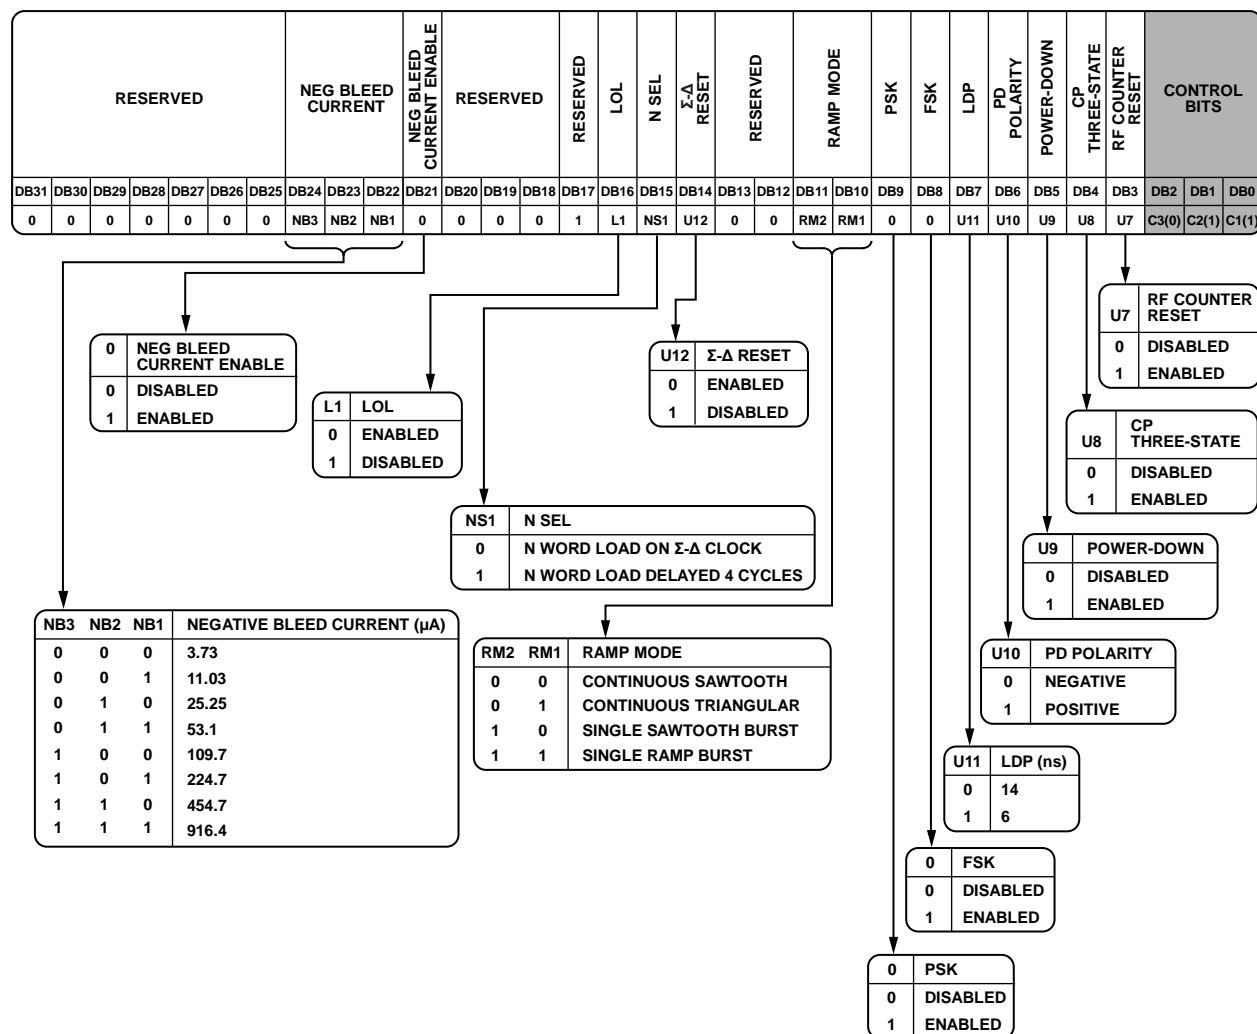 RESERVED
NEG BLEED
CURRENT
NEG BLEED
CURRENT ENABLE
RESERVED
RESERVED
LOL
N SEL
Σ-Δ
RESET
RESERVED
RAMP MODE
PSK
FSK
LDP
PD
POLARITY
POWER-DOWN
CP
THREE-STATE
RF COUNTER
RESET
CONTROL
BITS
DB31 DB30 DB29 DB28 DB27 DB26 DB25 DB24 DB23 DB22 DB21 DB20 DB19 DB18 DB17 DB16 DB15 DB14 DB13 DB12 DB11 DB10 DB9 DB8 DB7 DB6 DB5 DB4 DB3 DB2 DB1 DB0
0 0 0 0 0 0 0 NB3 NB2 NB1 0 0 0 0 1 L1 NS1 U12 0 0 RM2 RM1 0 0 U11 U10 U9 U8 U7 C3(0) C2(1) C1(1)
U7 RF COUNTER
RESET
0 DISABLED
1 ENABLED
0 NEG BLEED
CURRENT ENABLE
0 DISABLED
1 ENABLED
U12 Σ-Δ RESET
0 ENABLED
1 DISABLED
L1 LOL
0 ENABLED
1 DISABLED
U8 CP
THREE-STATE
0 DISABLED
1 ENABLED
NS1 N SEL
0 N WORD LOAD ON Σ-Δ CLOCK
1 N WORD LOAD DELAYED 4 CYCLES
U9 POWER-DOWN
0 DISABLED
1 ENABLED
NB3 NB2 NB1 NEGATIVE BLEED CURRENT (µA)
0 0 0 3.73
0 0 1 11.03
0 1 0 25.25
0 1 1 53.1
1 0 0 109.7
1 0 1 224.7
1 1 0 454.7
1 1 1 916.4
RM2 RM1 RAMP MODE
0 0 CONTINUOUS SAWTOOTH
0 1 CONTINUOUS TRIANGULAR
1 0 SINGLE SAWTOOTH BURST
1 1 SINGLE RAMP BURST
U10 PD POLARITY
0 NEGATIVE
1 POSITIVE
U11 LDP (ns)
0 14
1 6
0 FSK
0 DISABLED
1 ENABLED
0 PSK
0 DISABLED
1 ENABLED